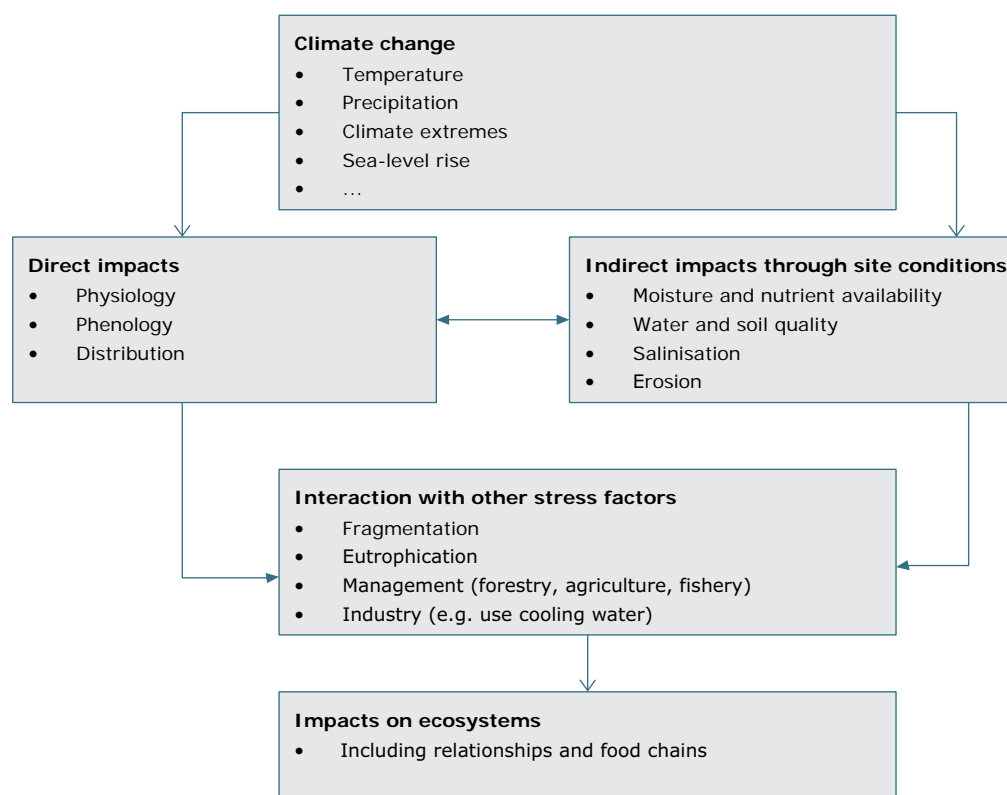 Climate change
• Temperature
• Precipitation
• Climate extremes
• Sea-level rise
• ...
Direct impacts
• Physiology
• Phenology
• Distribution
Indirect impacts through site conditions
• Moisture and nutrient availability
• Water and soil quality
• Salinisation
• Erosion
Interaction with other stress factors
• Fragmentation
• Eutrophication
• Management (forestry, agriculture, fishery)
• Industry (e.g. use cooling water)
Impacts on ecosystems
• Including relationships and food chains